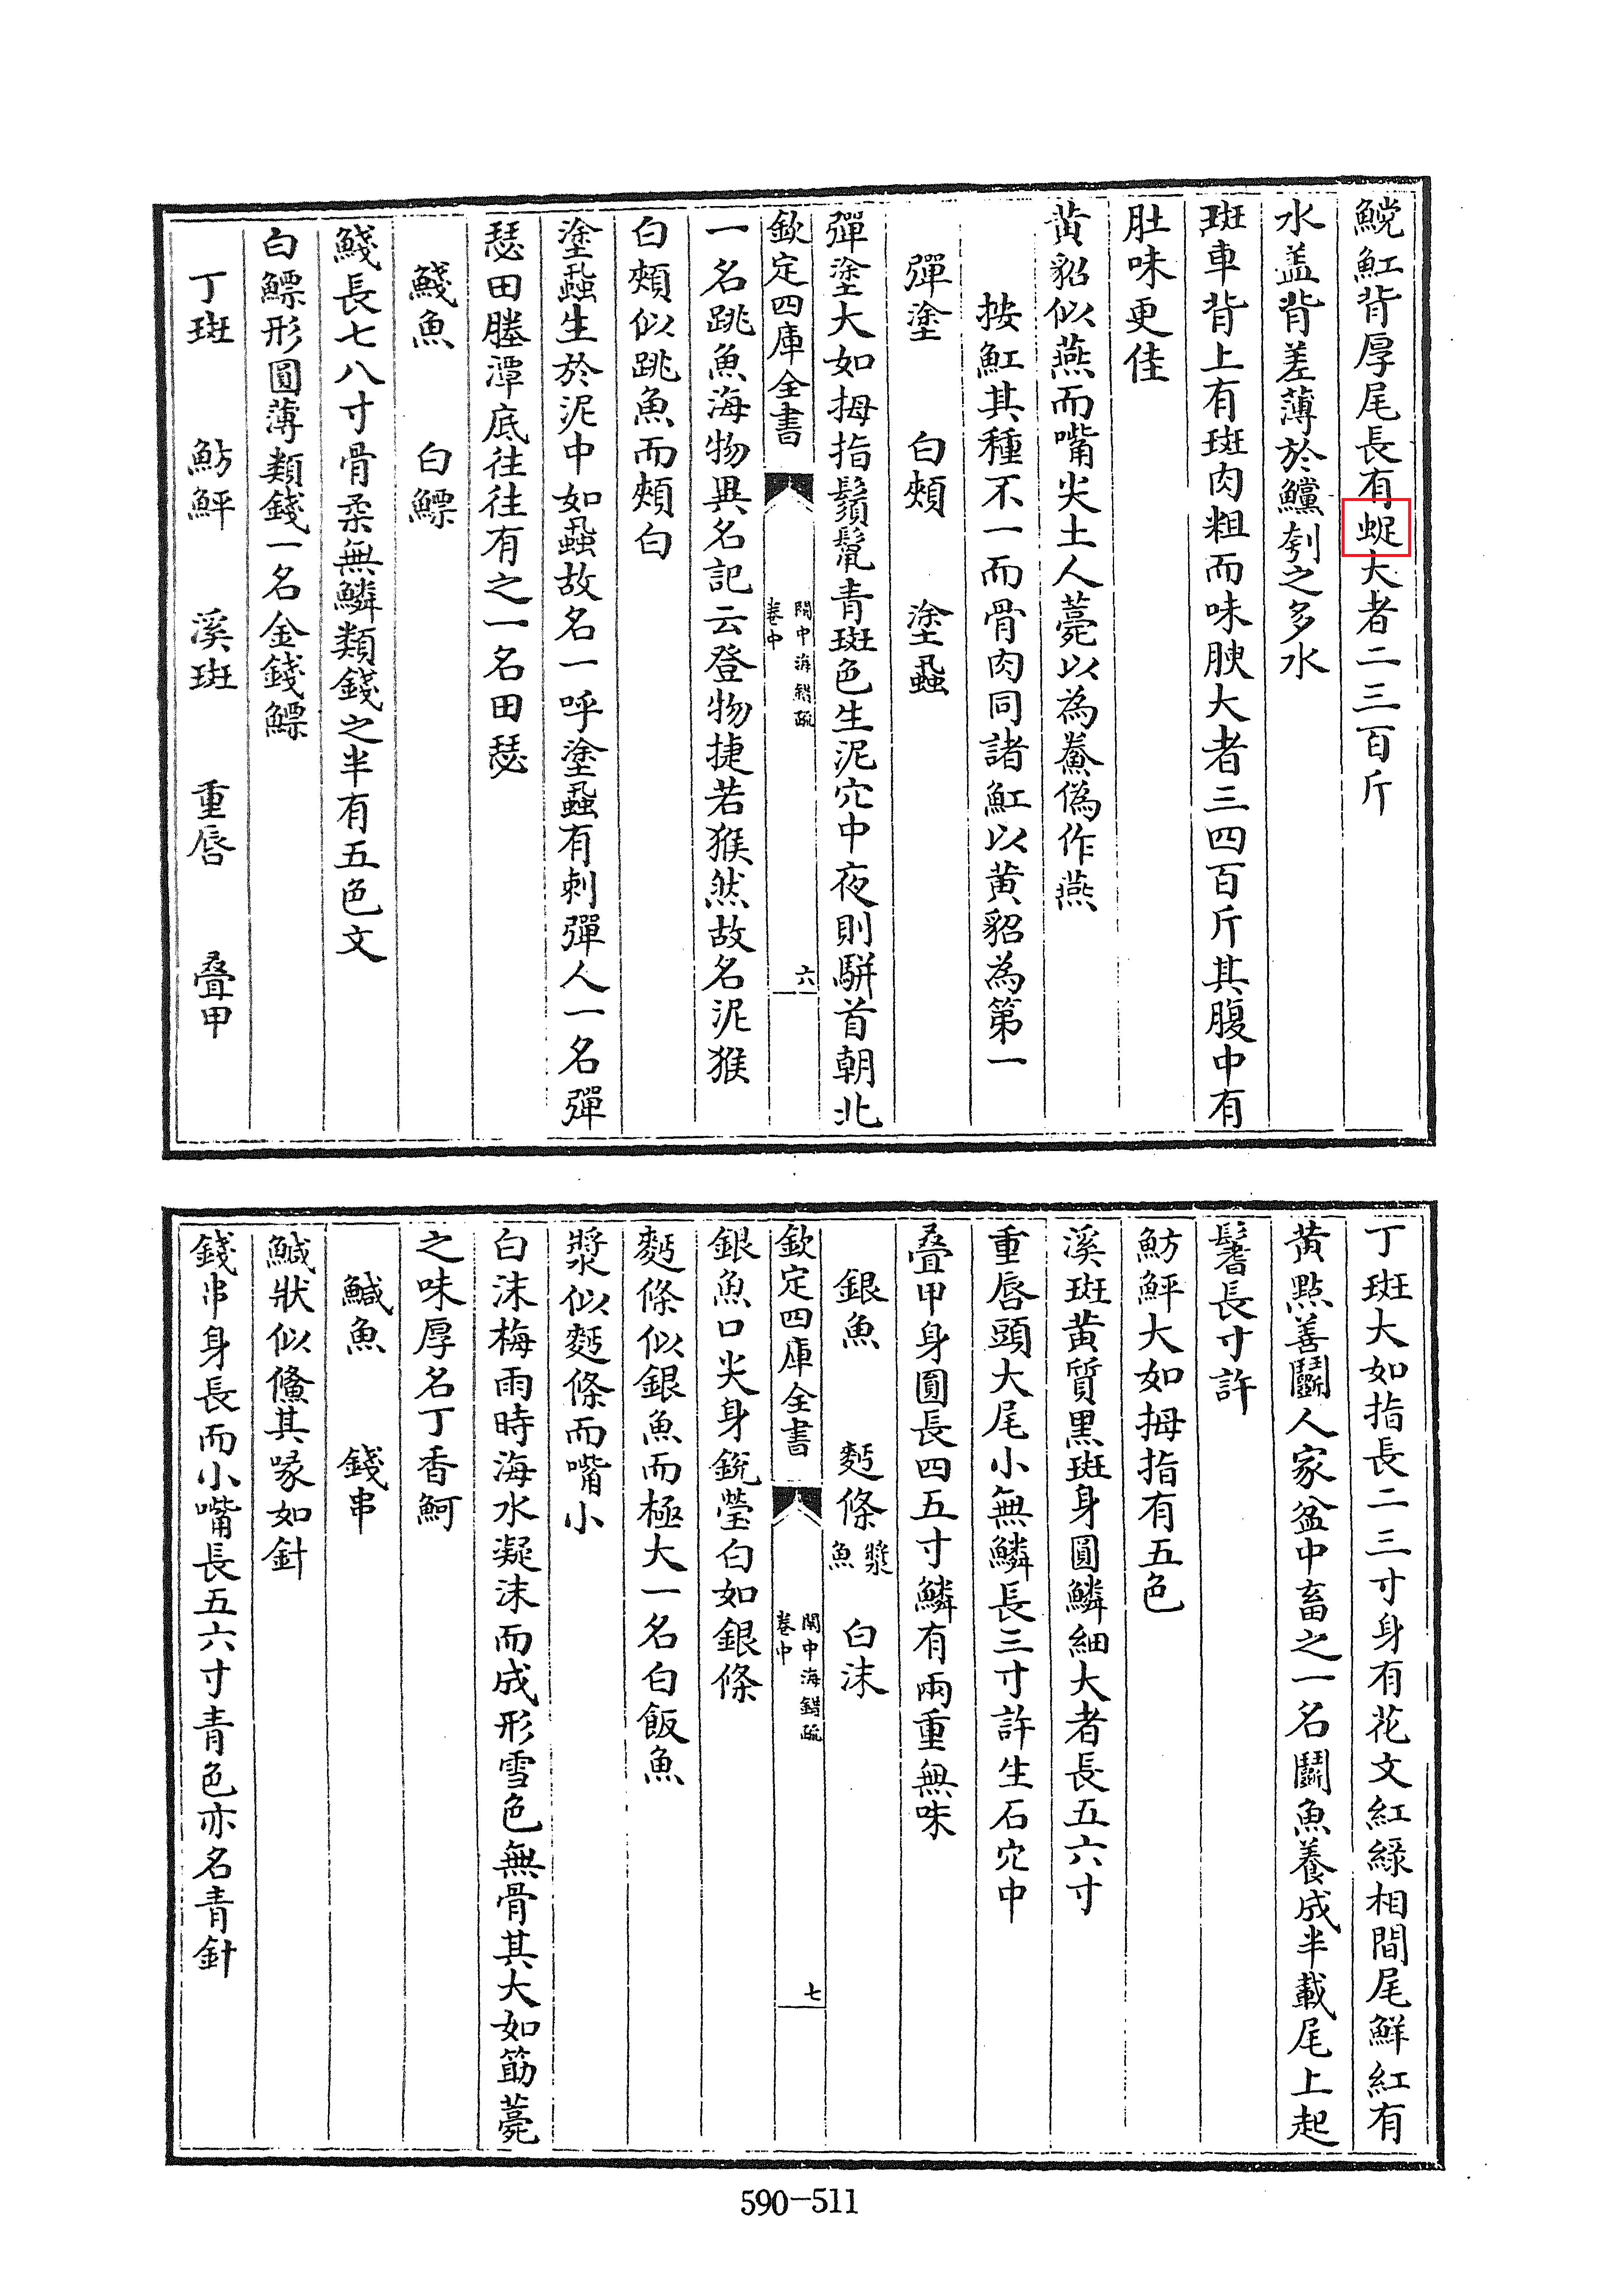 魭魟背厚尾長有𧉀大者二三百斤
水盖背差薄於鱨刳之多水
斑車背上有斑肉粗而味腴大者三四百斤其腹中有
肚味更佳
黄貂似燕而嘴尖土人薧以為鮝偽作燕
按魟其種不一而骨肉同諸魟以黄貂為第一
彈塗　白頰　塗蝨
彈塗大如拇指鬚鬣青斑色生泥穴中夜則駢首朝北
欽定四庫全書
閩中海錯疏
卷中
六
一名跳魚海物異名記云登物捷若猴然故名泥猴
白頰似跳魚而頰白
塗蝨生於泥中如蝨故名一呼塗蝨有刺彈人一名彈
瑟田塍潭底往往有之一名田瑟
鯎魚　白鰾
鯎長七八寸骨柔無鱗類錢之半有五色文
白鰾形圓薄類錢一名金錢鰾
丁斑　魴鮃　溪斑　重唇　叠甲
丁斑大如指長二三寸身有花文紅綠相間尾鮮紅有
黄點善鬭人家盆中畜之一名鬭魚養成半載尾上起
鬐長寸許
魴鮃大如拇指有五色
溪斑黄質黑斑身圓鱗細大者長五六寸
重唇頭大尾小無鱗長三寸許生石穴中
叠甲身圓長四五寸鱗有兩重無味
銀魚　麪條漿魚　白沫
欽定四庫全書
閩中海錯疏
卷中
七
銀魚口尖身銳瑩白如銀條
麪條似銀魚而極大一名白飯魚
漿似麪條而嘴小
白沫梅雨時海水凝沫而成形雪色無骨其大如筯薧
之味厚名丁香魺
鰔魚　錢串
鰔狀似鯈其喙如針
錢串身長而小嘴長五六寸青色亦名青針
590-511